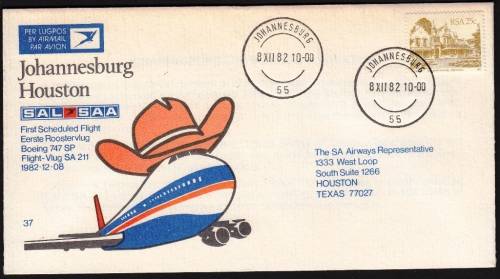 PER LUGPOS
BY AIRMAIL
PAR AVION
Johannesburg
Houston
SAL SAA
First Scheduled Flight
Eerste Roostervlug
Boeing 747 SP
Flight-Vlug SA 211
1982-12-08
37
JOHANNESBURG
8 XII 82 10-00
55
JOHANNESBURG
8 XII 82 10-00
55
RSA 25c
The SA Airways Representative
1333 West Loop
South Suite 1266
HOUSTON
TEXAS 77027